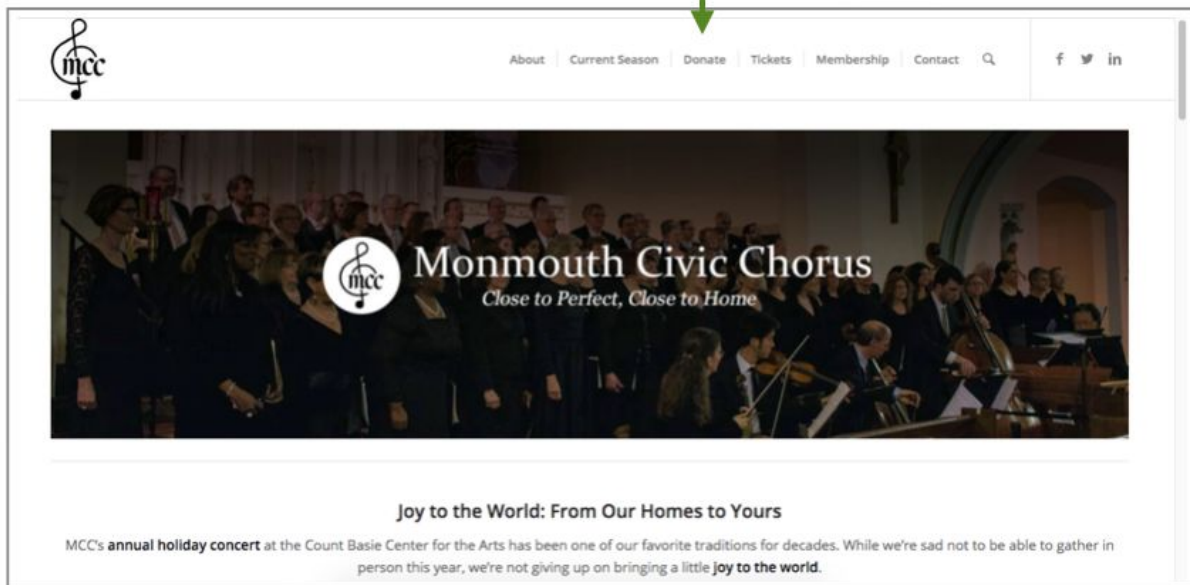 mcc
About
Current Season
Donate
Tickets
Membership
Contact
f
in
mcc
Monmouth Civic Chorus
Close to Perfect, Close to Home
Joy to the World: From Our Homes to Yours
MCC's annual holiday concert at the Count Basie Center for the Arts has been one of our favorite traditions for decades. While we're sad not to be able to gather in
person this year, we're not giving up on bringing a little joy to the world.